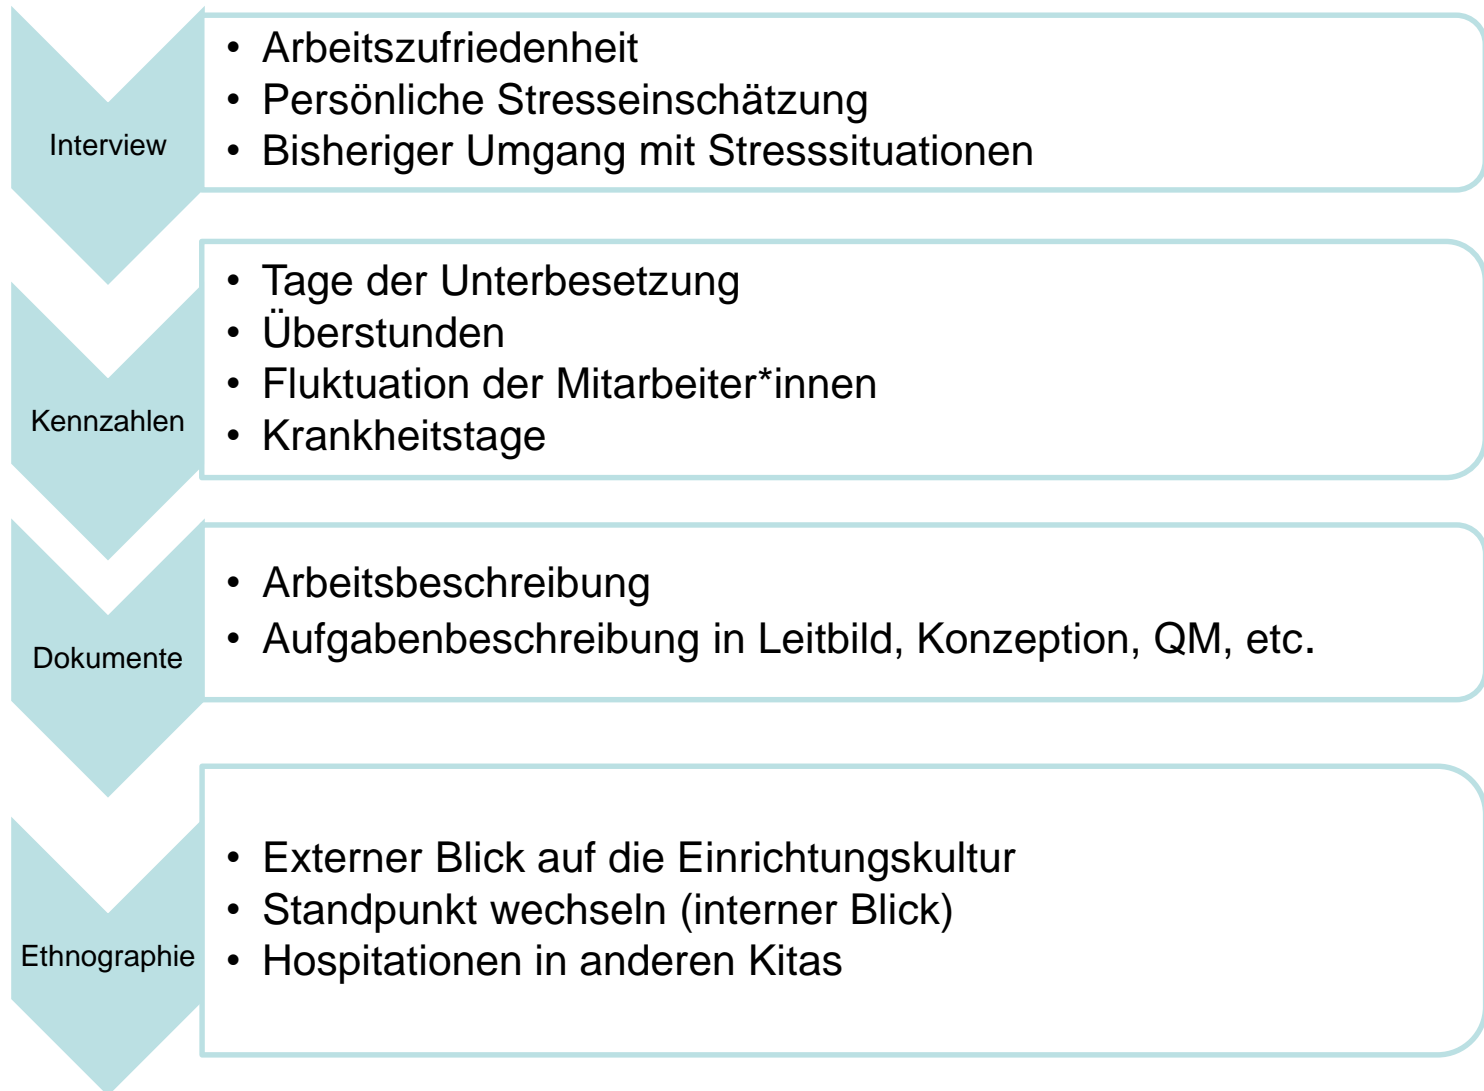 Interview
• Arbeitszufriedenheit
• Persönliche Stresseinschätzung
• Bisheriger Umgang mit Stresssituationen
Kennzahlen
• Tage der Unterbesetzung
• Überstunden
• Fluktuation der Mitarbeiter*innen
• Krankheitstage
Dokumente
• Arbeitsbeschreibung
• Aufgabenbeschreibung in Leitbild, Konzeption, QM, etc.
Ethnographie
• Externer Blick auf die Einrichtungskultur
• Standpunkt wechseln (interner Blick)
• Hospitationen in anderen Kitas